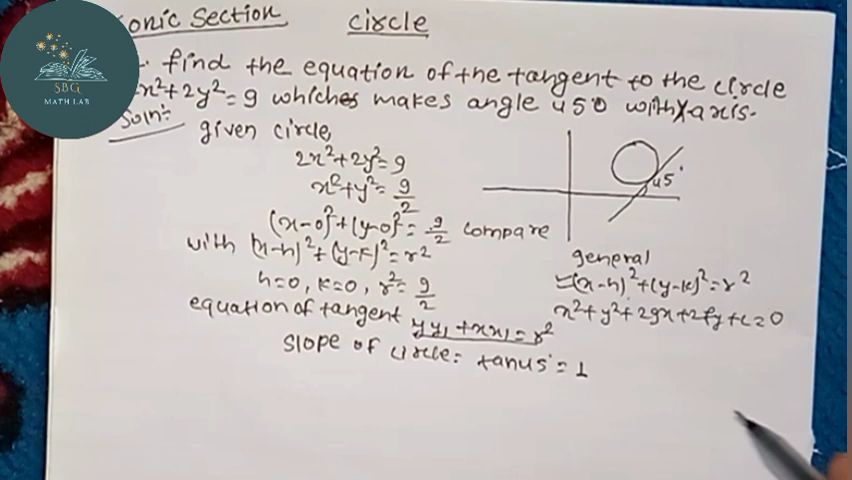 onic Section circle
SBG
MATH LAB
find the equation of the tangent to the circle
x²+2y²=9 which makes angle 450 with X axis.
Soln:
given circle,
2x²+2y²=9
x²+y²=9/2
45°
(x-0)²+(y-0)²=9/2 compare
with (x-h)²+(y-k)²=r²
general
=(x-h)²+(y-k)²=r²
h=0, k=0, r²=9/2
x²+y²+2gx+2fy+c=0
equation of tangent yy₁+xx₁=r²
slope of circle= tan45°=1